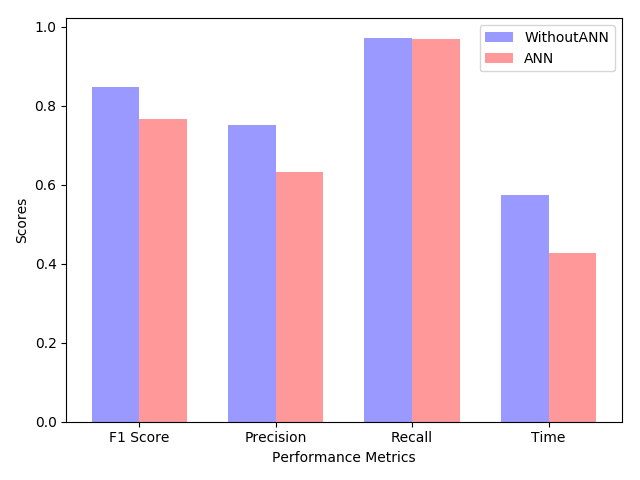 WithoutANN
ANN
Scores
1.0
0.8
0.6
0.4
0.2
0.0
F1 Score Precision Recall Time
Performance Metrics